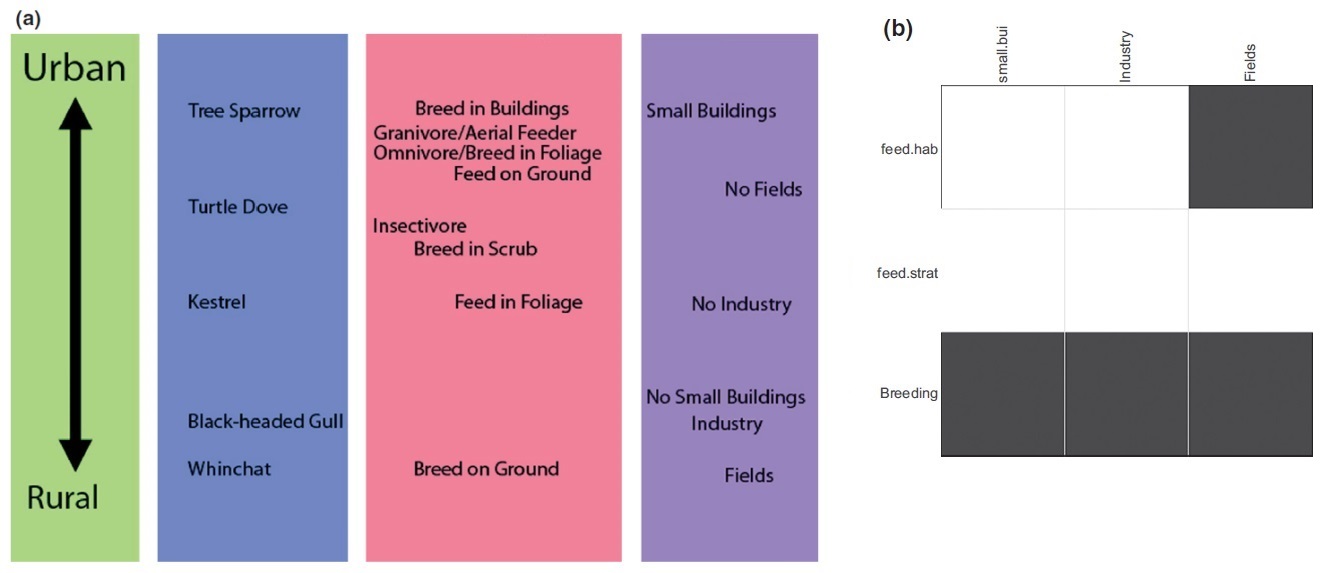 (a)
Urban
Rural
Tree Sparrow
Turtle Dove
Kestrel
Black-headed Gull
Whinchat
Breed in Buildings
Granivore/Aerial Feeder
Omnivore/Breed in Foliage
Feed on Ground
Insectivore
Breed in Scrub
Feed in Foliage
Breed on Ground
Small Buildings
No Fields
No Industry
No Small Buildings
Industry
Fields
(b)
small.bui
Industry
Fields
feed.hab
feed.strat
Breeding